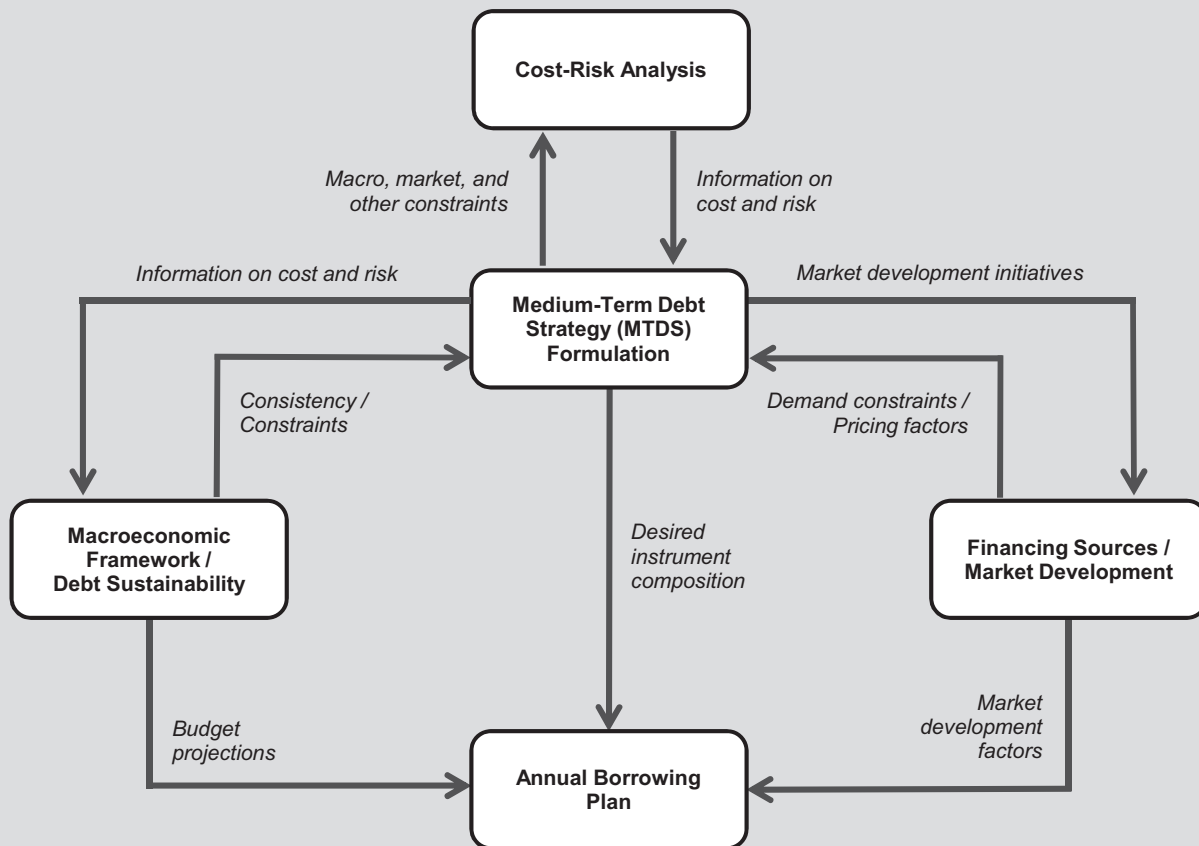 Cost-Risk Analysis
Macro, market, and
other constraints
Information on
cost and risk
Information on cost and risk
Market development initiatives
Medium-Term Debt
Strategy (MTDS)
Formulation
Consistency /
Constraints
Demand constraints /
Pricing factors
Macroeconomic
Framework /
Debt Sustainability
Desired
instrument
composition
Financing Sources /
Market Development
Budget
projections
Market
development
factors
Annual Borrowing
Plan